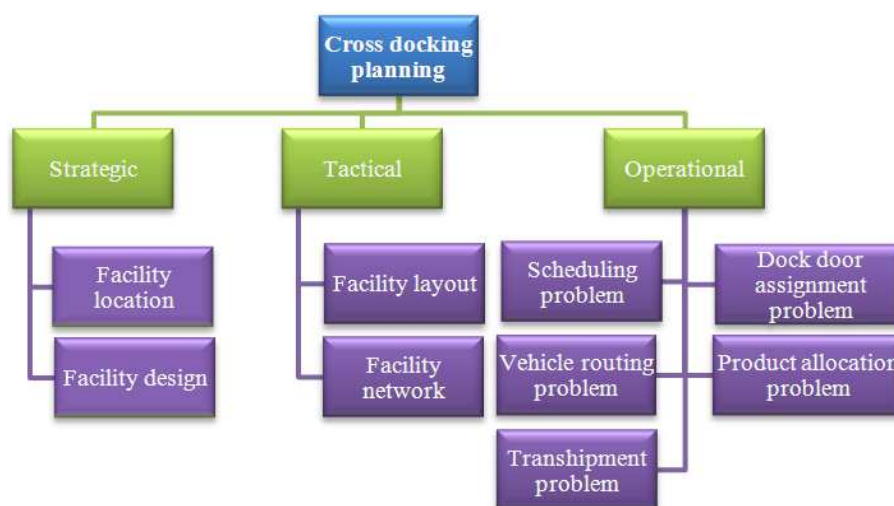 Cross docking
planning
Strategic
Tactical
Operational
Facility
location
Facility design
Facility layout
Facility
network
Scheduling
problem
Dock door
assignment
problem
Vehicle routing
problem
Product allocation
problem
Transhipment
problem